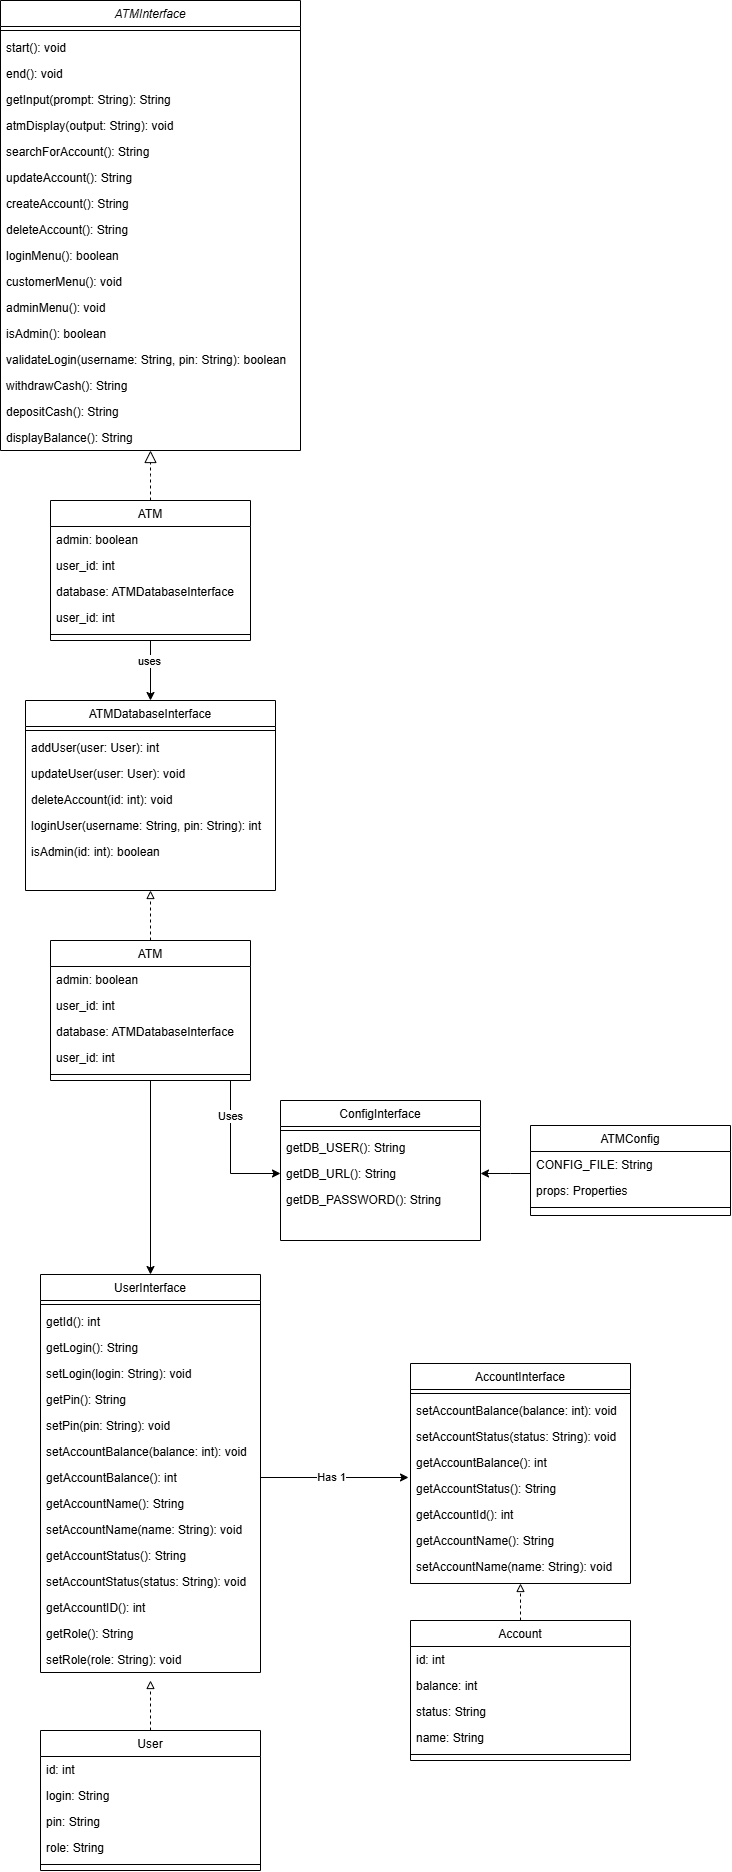 ATMInterface
start(): void
end(): void
getInput(prompt: String): String
atmDisplay(output: String): void
searchForAccount(): String
updateAccount(): String
createAccount(): String
deleteAccount(): String
loginMenu(): boolean
customerMenu(): void
adminMenu(): void
isAdmin(): boolean
validateLogin(username: String, pin: String): boolean
withdrawCash(): String
depositCash(): String
displayBalance(): String
ATM
admin: boolean
user_id: int
database: ATMDatabaseInterface
user_id: int
uses
ATMDatabaseInterface
addUser(user: User): int
updateUser(user: User): void
deleteAccount(id: int): void
loginUser(username: String, pin: String): int
isAdmin(id: int): boolean
ATM
admin: boolean
user_id: int
database: ATMDatabaseInterface
user_id: int
Uses
ConfigInterface
getDB_USER(): String
getDB_URL(): String
getDB_PASSWORD(): String
ATMConfig
CONFIG_FILE: String
props: Properties
UserInterface
getId(): int
getLogin(): String
setLogin(login: String): void
getPin(): String
setPin(pin: String): void
setAccountBalance(balance: int): void
getAccountBalance(): int
getAccountName(): String
setAccountName(name: String): void
getAccountStatus(): String
setAccountStatus(status: String): void
getAccountID(): int
getRole(): String
setRole(role: String): void
Has 1
AccountInterface
setAccountBalance(balance: int): void
setAccountStatus(status: String): void
getAccountBalance(): int
getAccountStatus(): String
getAccountId(): int
getAccountName(): String
setAccountName(name: String): void
Account
id: int
balance: int
status: String
name: String
User
id: int
login: String
pin: String
role: String